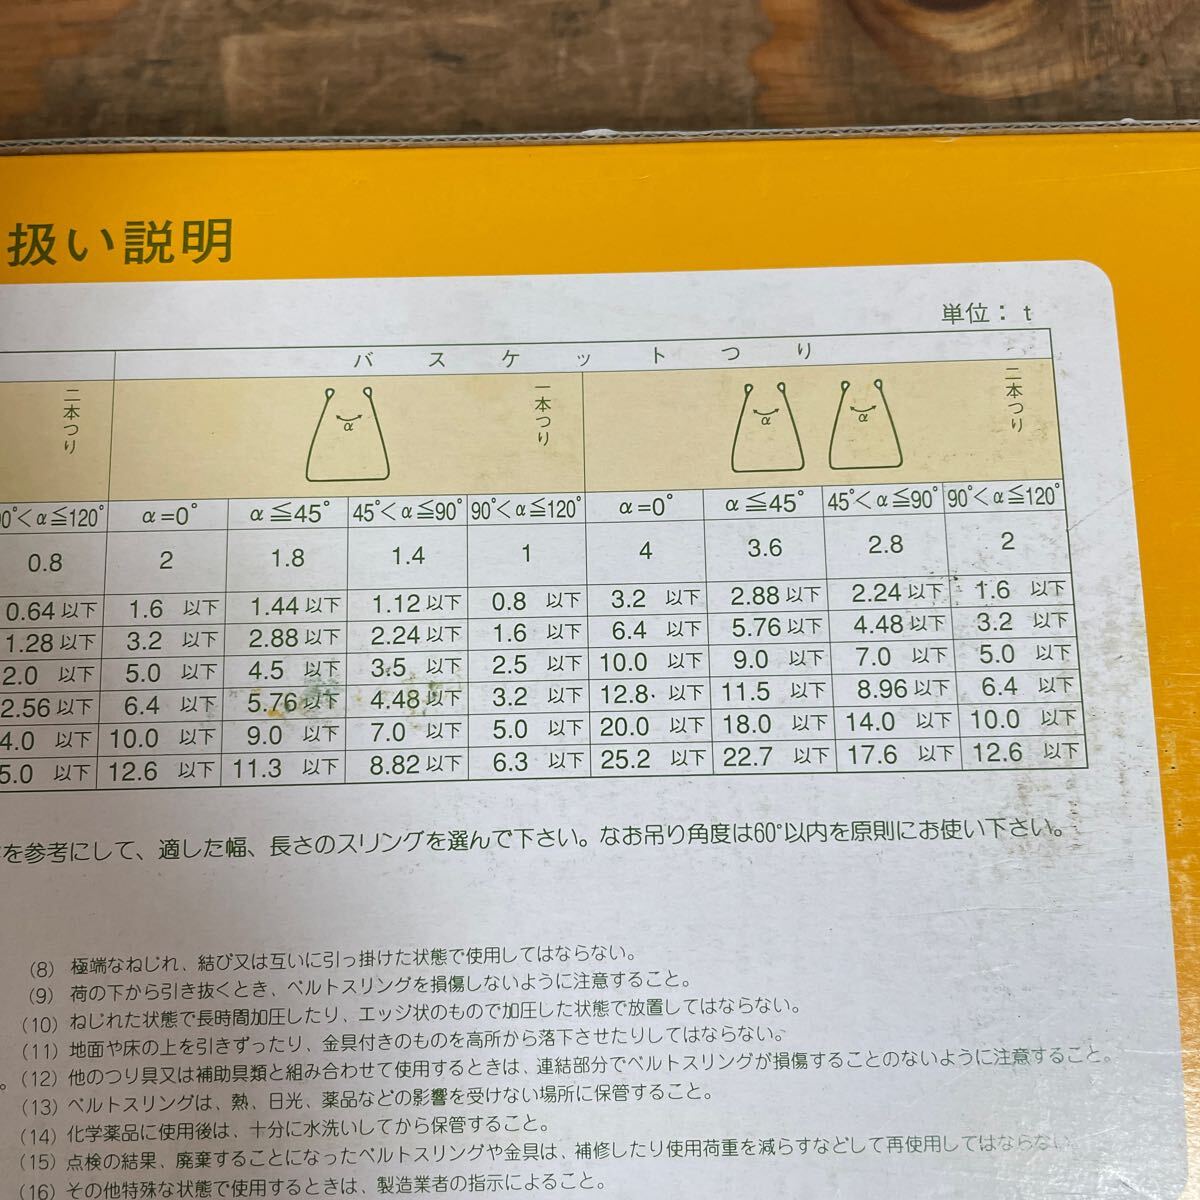 扱い説明
単位：t
バスケットつり
二本つり
α
一本つり
α
α
二本つり
90°<α≦120° α=0° α≦45° 45°<α≦90° 90°<α≦120° α=0° α≦45° 45°<α≦90° 90°<α≦120°
0.8 2 1.8 1.4 1 4 3.6 2.8 2
0.64以下 1.6 以下 1.44以下 1.12以下 0.8 以下 3.2 以下 2.88以下 2.24以下 1.6 以下
1.28以下 3.2 以下 2.88以下 2.24以下 1.6 以下 6.4 以下 5.76以下 4.48以下 3.2 以下
2.0 以下 5.0 以下 4.5 以下 3.5 以下 2.5 以下 10.0 以下 9.0 以下 7.0 以下 5.0 以下
2.56以下 6.4 以下 5.76以下 4.48以下 3.2 以下 12.8 以下 11.5 以下 8.96以下 6.4 以下
4.0 以下 10.0 以下 9.0 以下 7.0 以下 5.0 以下 20.0 以下 18.0 以下 14.0 以下 10.0 以下
5.0 以下 12.6 以下 11.3 以下 8.82以下 6.3 以下 25.2 以下 22.7 以下 17.6 以下 12.6 以下
を参考にして、適した幅、長さのスリングを選んで下さい。なお吊り角度は60°以内を原則にお使い下さい。
(8) 極端なねじれ、結び又は互いに引っ掛けた状態で使用してはならない。
(9) 荷の下から引き抜くとき、ベルトスリングを損傷しないように注意すること。
(10) ねじれた状態で長時間加圧したり、エッジ状のもので加圧した状態で放置してはならない。
(11) 地面や床の上を引きずったり、金具付きのものを高所から落下させたりしてはならない。
。(12) 他のつり具又は補助具類と組み合わせて使用するときは、連結部分でベルトスリングが損傷することのないように注意すること。
(13) ベルトスリングは、熱、日光、薬品などの影響を受けない場所に保管すること。
(14) 化学薬品に使用後は、十分に水洗いしてから保管すること。
(15) 点検の結果、廃棄することになったベルトスリングや金具は、補修したり使用荷重を減らすなどして再使用してはならない。
(16) その他特殊な状態で使用するときは、製造業者の指示によること。